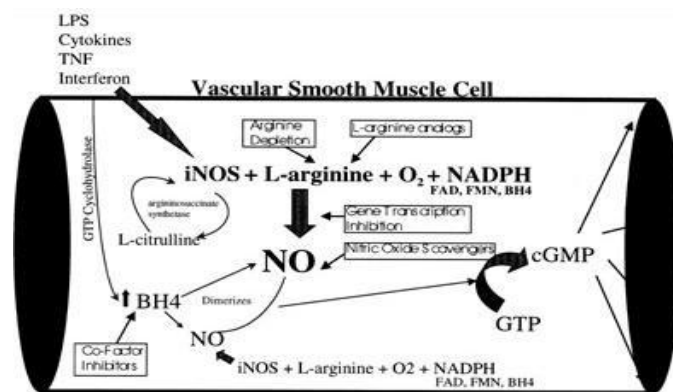 LPS
Cytokines
TNF
Interferon
Vascular Smooth Muscle Cell
Arginine
Depletion
L-arginine analogs
iNOS + L-arginine + O2 + NADPH
FAD, FMN, BH4
GTP Cyclohydrolase
argininosuccinate
synthetase
L-citrulline
Gene Transcription
Inhibition
NO
Nitric Oxide Scavengers
cGMP
BH4
Dimerizes
GTP
NO
Co-Factor
Inhibitors
iNOS + L-arginine + O2 + NADPH
FAD, FMN, BH4